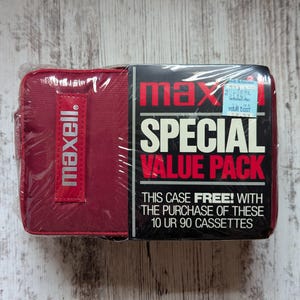 maxell®
maxell
SPECIAL
VALUE PACK
THIS CASE FREE! WITH
THE PURCHASE OF THESE
10 UR 90 CASSETTES